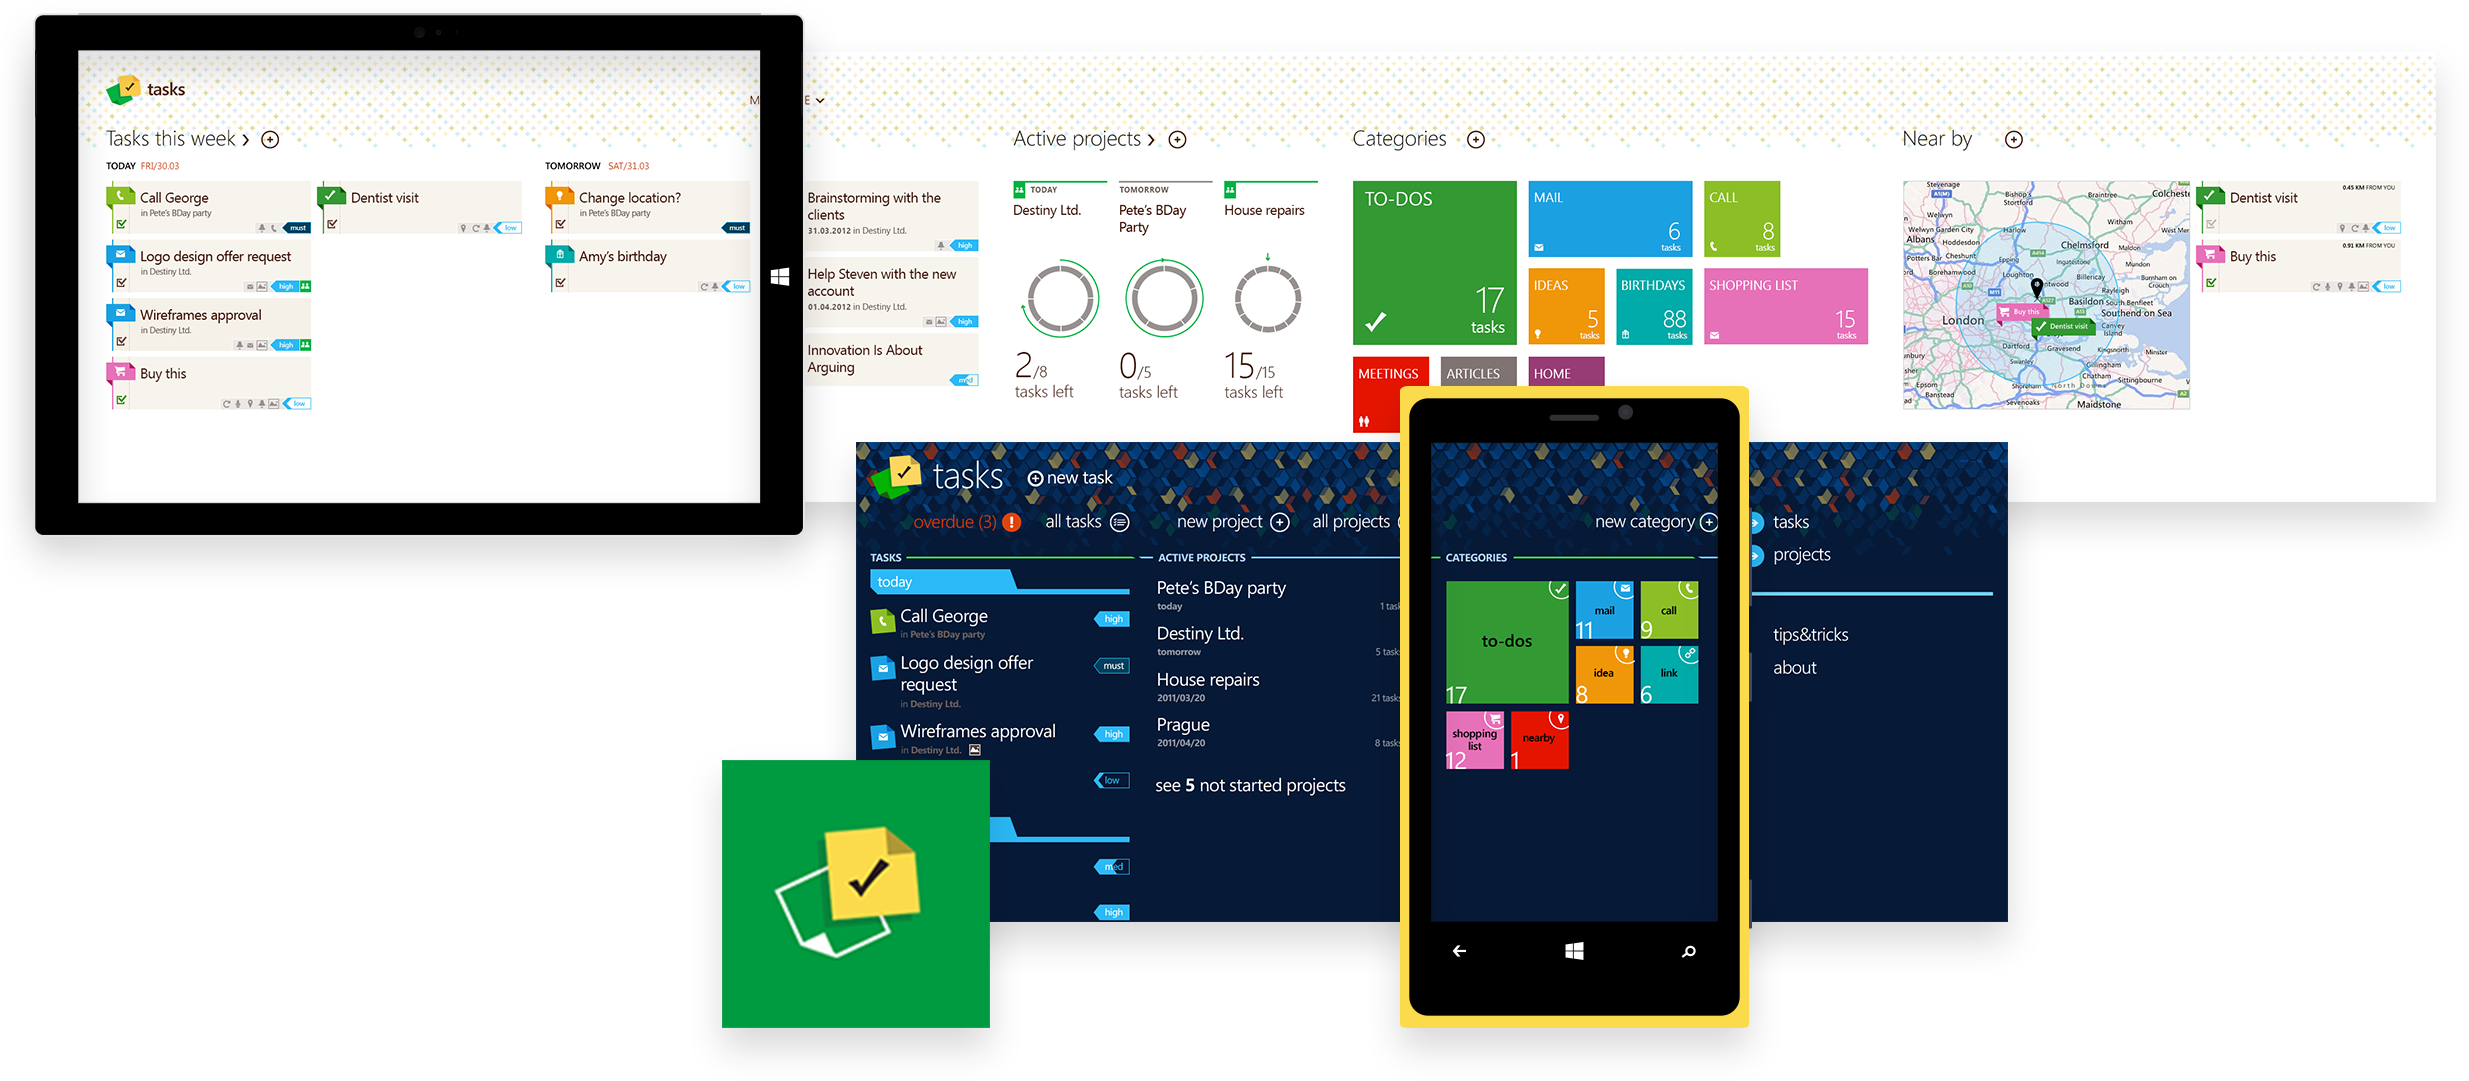 tasks
Tasks this week
TODAY FRI/30.03
Call George
in Pete's BDay party
must
Logo design offer request
in Destiny Ltd.
high
Wireframes approval
in Destiny Ltd.
high
Buy this
low
Dentist visit
low
TOMORROW SAT/31.03
Change location?
in Pete's BDay party
must
Amy's birthday
low
Brainstorming with the
clients
31.03.2012 in Destiny Ltd.
high
Help Steven with the new
account
01.04.2012 in Destiny Ltd.
high
Innovation Is About
Arguing
med
Active projects
TODAY
Destiny Ltd.
2/8
tasks left
TOMORROW
Pete's BDay
Party
0/5
tasks left
House repairs
15/15
tasks left
Categories
TO-DOS
17
tasks
MAIL
6
tasks
CALL
8
tasks
IDEAS
5
tasks
BIRTHDAYS
88
tasks
SHOPPING LIST
15
tasks
MEETINGS
ARTICLES
HOME
Near by
Stevenage
Braintree
Colcheste
Bishop's
Stortford
Welwyn
Harlow
Witham
Welwyn Garden City
Albans
Hoddesdon
Chelmsford
Maldon
West Mer
Potters Bar
Cheshunt
Epping
Ingatestone
Mundon
Borehamwood
Loughton
Billericay
Burnham on
Crouch
Rayleigh
Basildon
South Benfleet
London
Southend on Sea
Canvey
Island
Dartford
Gravesend
Kingsnorth
Minster
Swanley
Gillingham
Epsom
Chatham
Sittingbourne
Banstead
North Downs
Sevenoaks
Maidstone
Buy this
Dentist visit
0.45 KM FROM YOU
Dentist visit
low
0.91 KM FROM YOU
Buy this
low
tasks
new task
overdue (3)
all tasks
new project
all projects
TASKS
today
Call George
in Pete's BDay party
high
Logo design offer
request
in Destiny Ltd.
must
Wireframes approval
in Destiny Ltd.
high
low
med
high
ACTIVE PROJECTS
Pete's BDay party
today
1 task
Destiny Ltd.
tomorrow
5 task
House repairs
2011/03/20
21 tasks
Prague
2011/04/20
8 task
see 5 not started projects
new category
CATEGORIES
to-dos
17
mail
11
call
9
idea
8
link
6
shopping
list
12
nearby
1
tasks
projects
tips&tricks
about